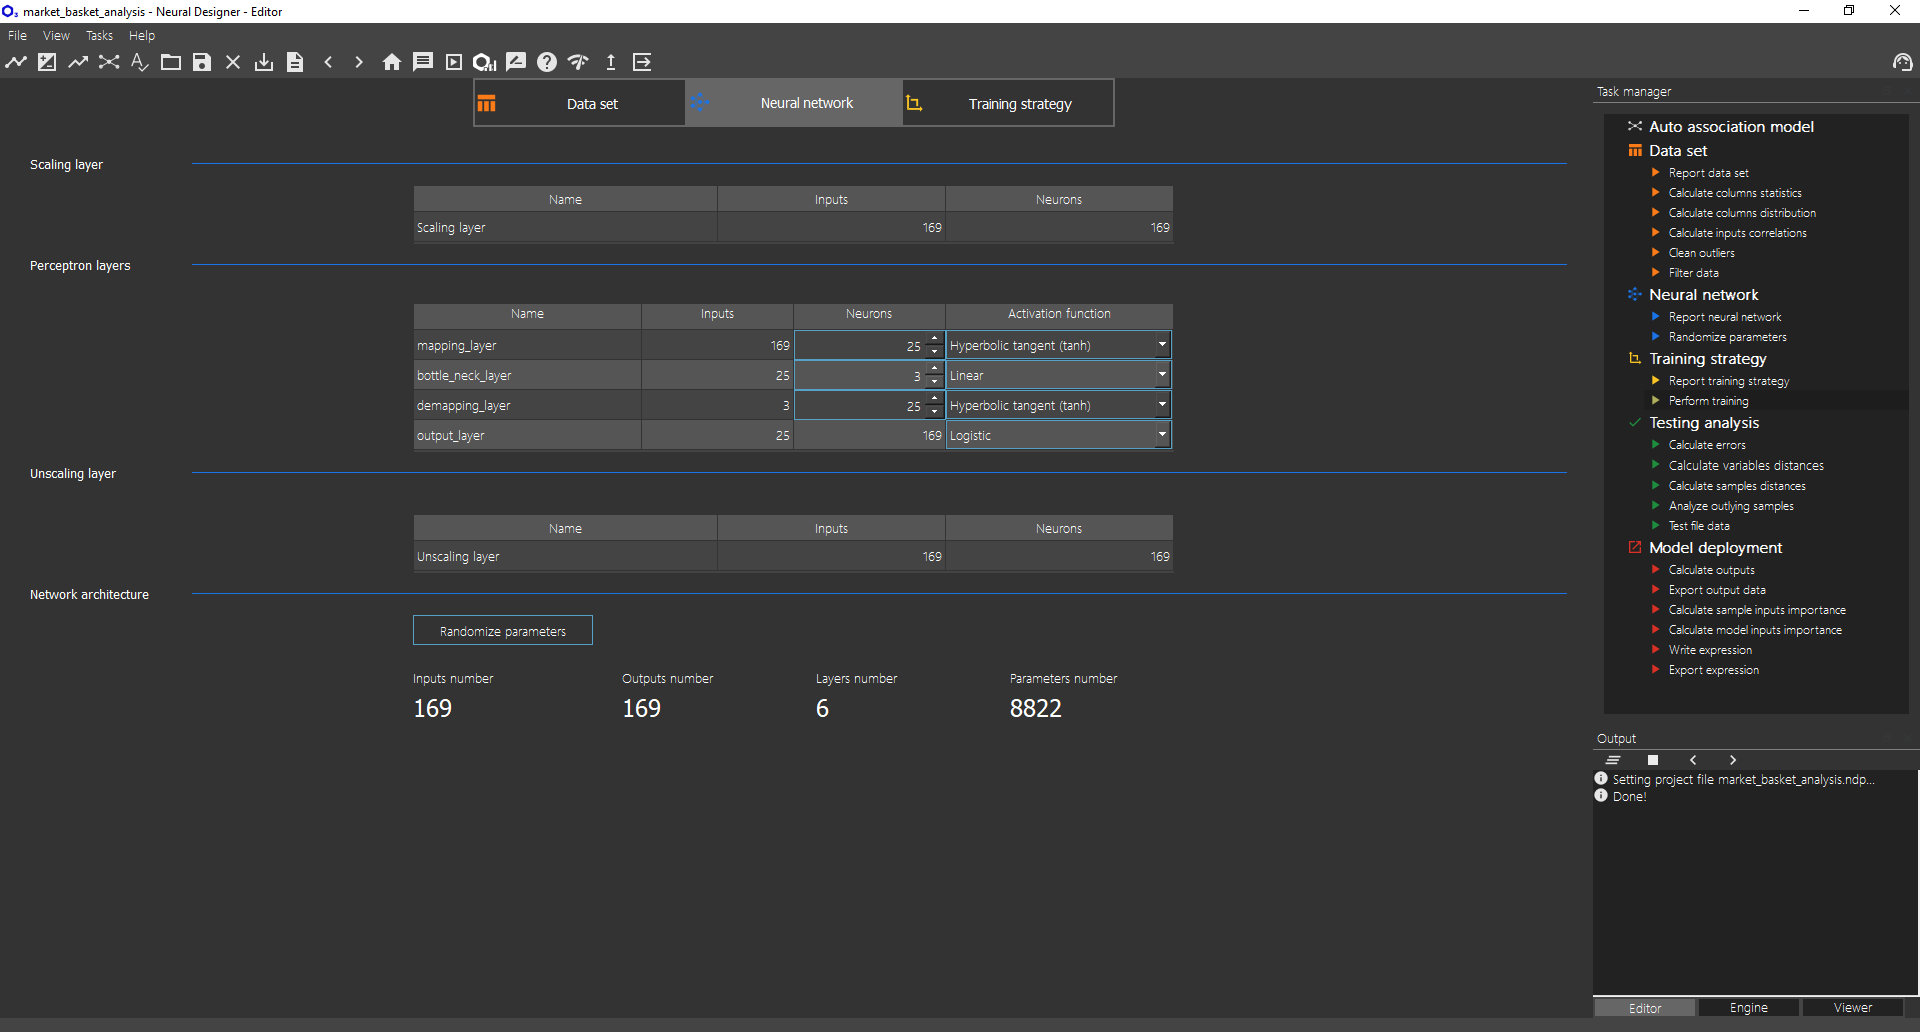 market_basket_analysis - Neural Designer - Editor
File View Tasks Help
Data set
Neural network
Training strategy
Scaling layer
Name Inputs Neurons
Scaling layer 169 169
Perceptron layers
Name Inputs Neurons Activation function
mapping_layer 169 25 Hyperbolic tangent (tanh)
bottle_neck_layer 25 3 Linear
demapping_layer 3 25 Hyperbolic tangent (tanh)
output_layer 25 169 Logistic
Unscaling layer
Name Inputs Neurons
Unscaling layer 169 169
Network architecture
Randomize parameters
Inputs number Outputs number Layers number Parameters number
169 169 6 8822
Task manager
Auto association model
Data set
Report data set
Calculate columns statistics
Calculate columns distribution
Calculate inputs correlations
Clean outliers
Filter data
Neural network
Report neural network
Randomize parameters
Training strategy
Report training strategy
Perform training
Testing analysis
Calculate errors
Calculate variables distances
Calculate samples distances
Analyze outlying samples
Test file data
Model deployment
Calculate outputs
Export output data
Calculate sample inputs importance
Calculate model inputs importance
Write expression
Export expression
Output
Setting project file market_basket_analysis.ndp...
Done!
Editor Engine Viewer